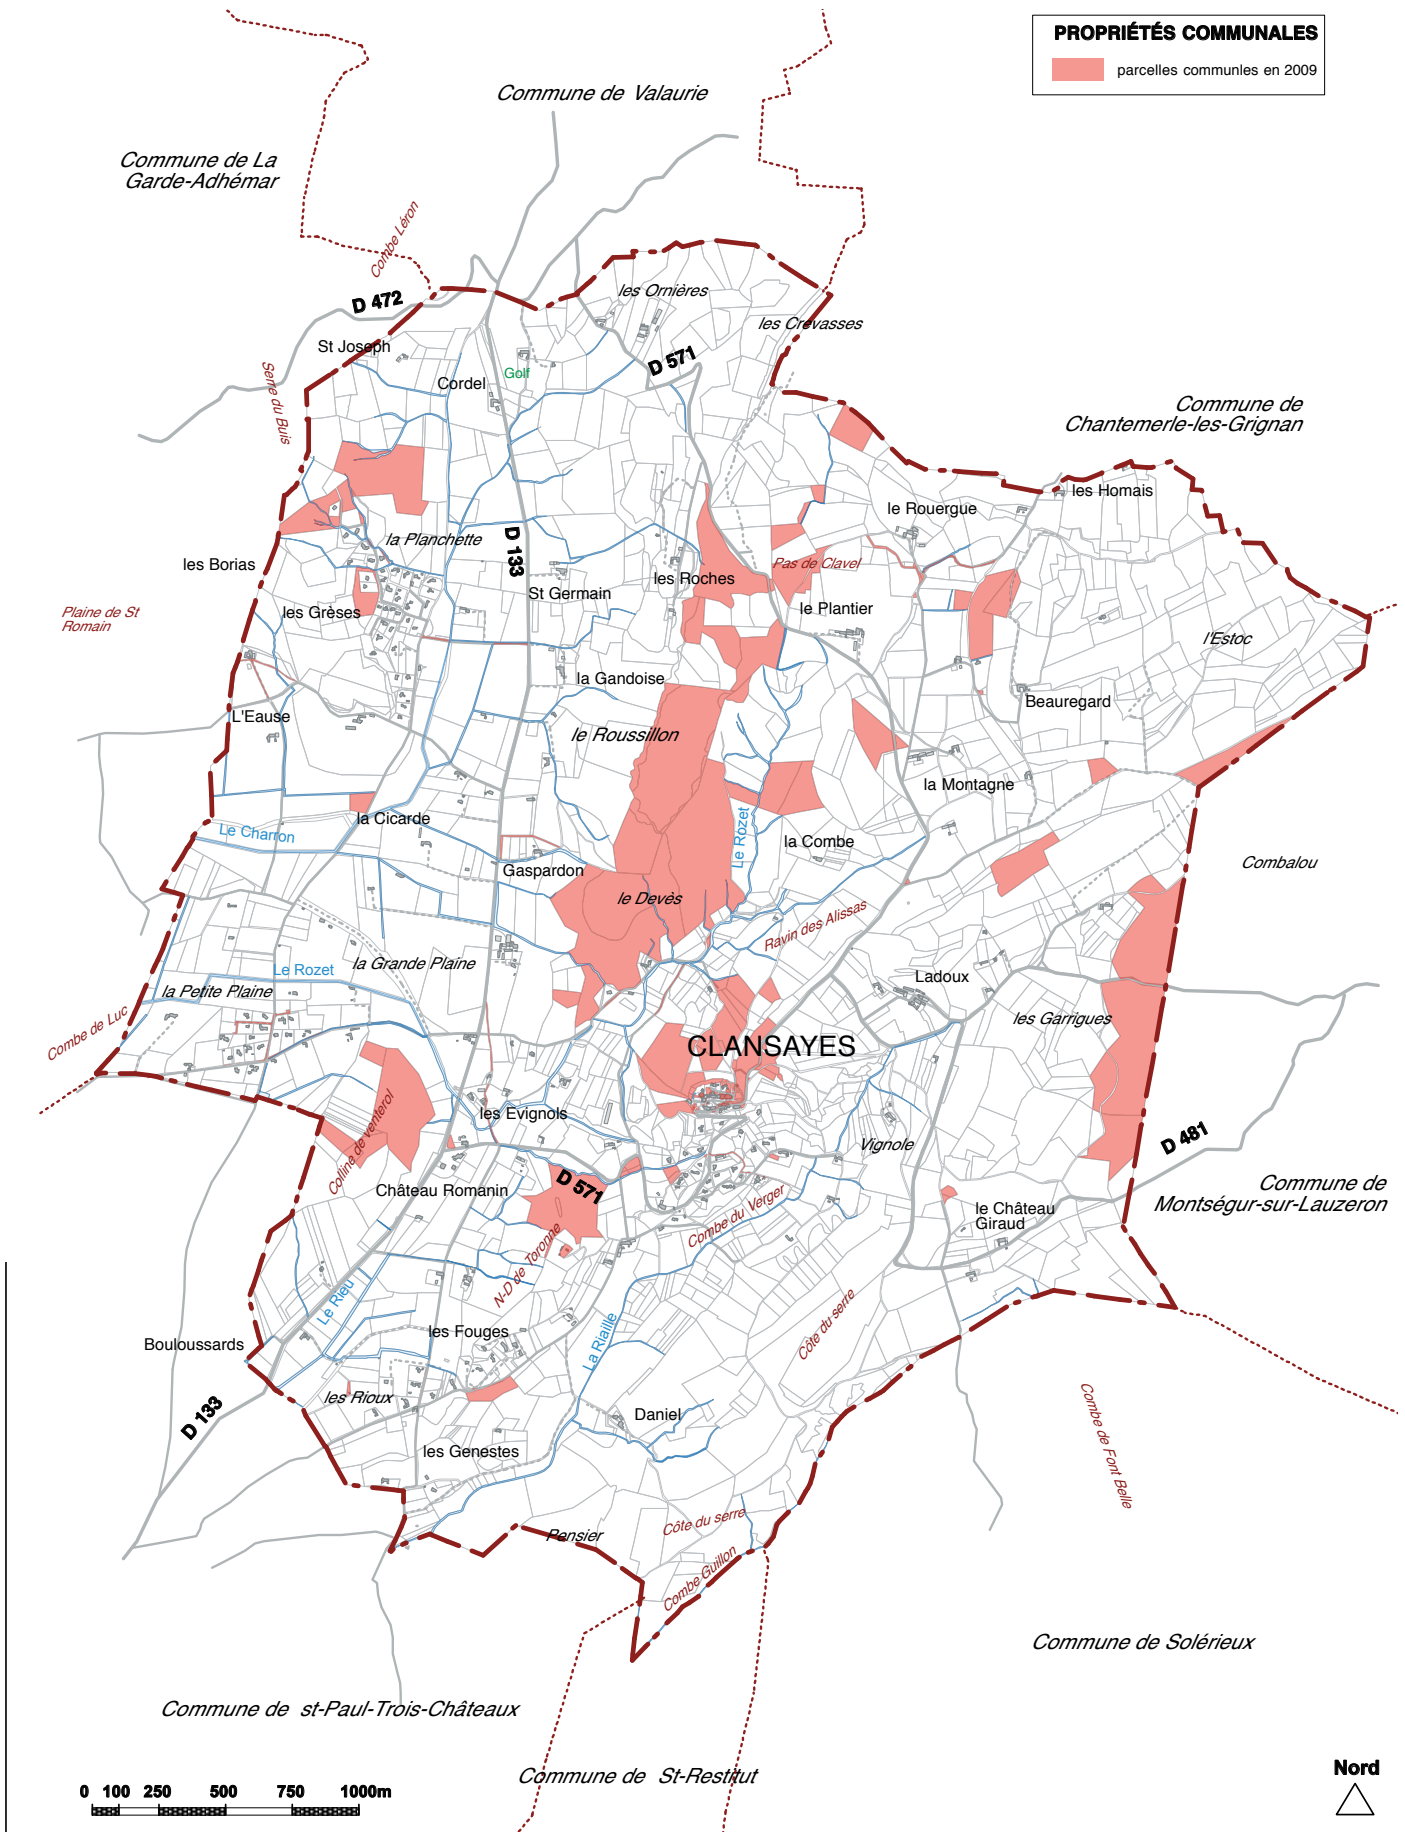 PROPRIÉTÉS COMMUNALES
parcelles communles en 2009
Commune de Valaurie
Commune de La
Garde-Adhémar
Combe Léron
les Ornières
D 472
les Crevasses
St Joseph
D 571
Golf
Cordel
Serre du Buis
Commune de
Chantemerle-les-Grignan
les Homais
le Rouergue
la Planchette
D 133
les Borias
Pas de Clavel
les Roches
St Germain
Plaine de St
Romain
les Grèses
le Plantier
l'Estoc
la Gandoise
Beauregard
L'Eause
le Roussillon
la Montagne
la Cicarde
Le Charron
Le Rozet
la Combe
Combalou
Gaspardon
le Devès
Ravin des Alissas
la Grande Plaine
Le Rozet
Ladoux
la Petite Plaine
les Garrigues
Combe de Luc
CLANSAYES
les Evignols
Colline de venterol
Vignole
D 481
Château Romanin
D 571
Commune de
Montségur-sur-Lauzeron
le Château
Giraud
Combe du Verger
N-D de Toronne
Le Rieu
Côte du serre
Bouloussards
les Fouges
La Riaille
les Rioux
D 133
Daniel
Combe de Font Belle
les Genestes
Côte du serre
Pensier
Combe Guillon
Commune de Solérieux
Commune de st-Paul-Trois-Châteaux
Commune de St-Restitut
Nord
0 100 250 500 750 1000m